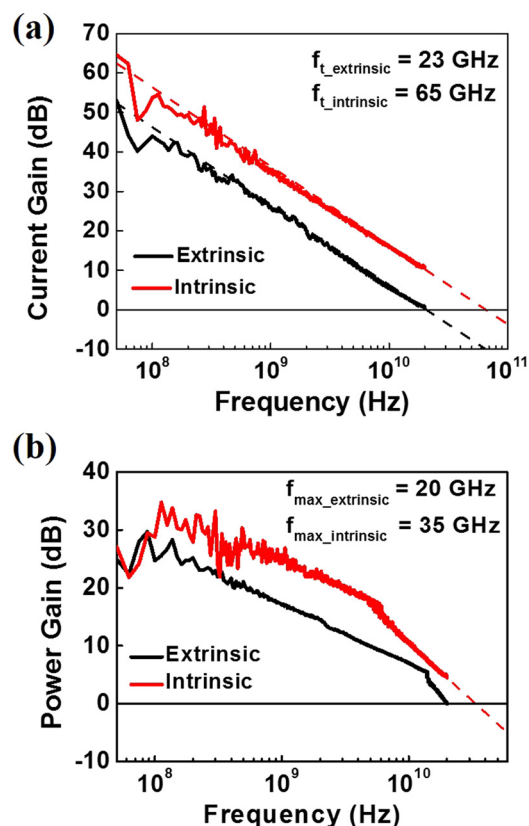 (a)
70
60
50
40
30
20
10
0
-10
Current Gain (dB)
f_t_extrinsic = 23 GHz
f_t_intrinsic = 65 GHz
Extrinsic
Intrinsic
10^8 10^9 10^10 10^11
Frequency (Hz)
(b)
40
30
20
10
0
-10
Power Gain (dB)
f_max_extrinsic = 20 GHz
f_max_intrinsic = 35 GHz
Extrinsic
Intrinsic
10^8 10^9 10^10
Frequency (Hz)